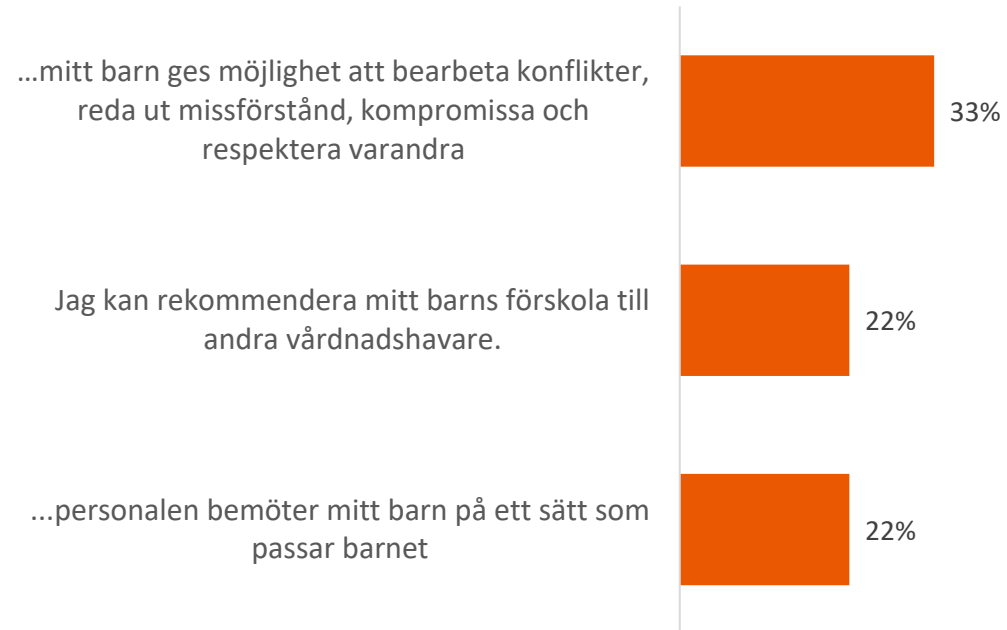 ...mitt barn ges möjlighet att bearbeta konflikter,
reda ut missförstånd, kompromissa och
respektera varandra
33%
Jag kan rekommendera mitt barns förskola till
andra vårdnadshavare.
22%
...personalen bemöter mitt barn på ett sätt som
passar barnet
22%